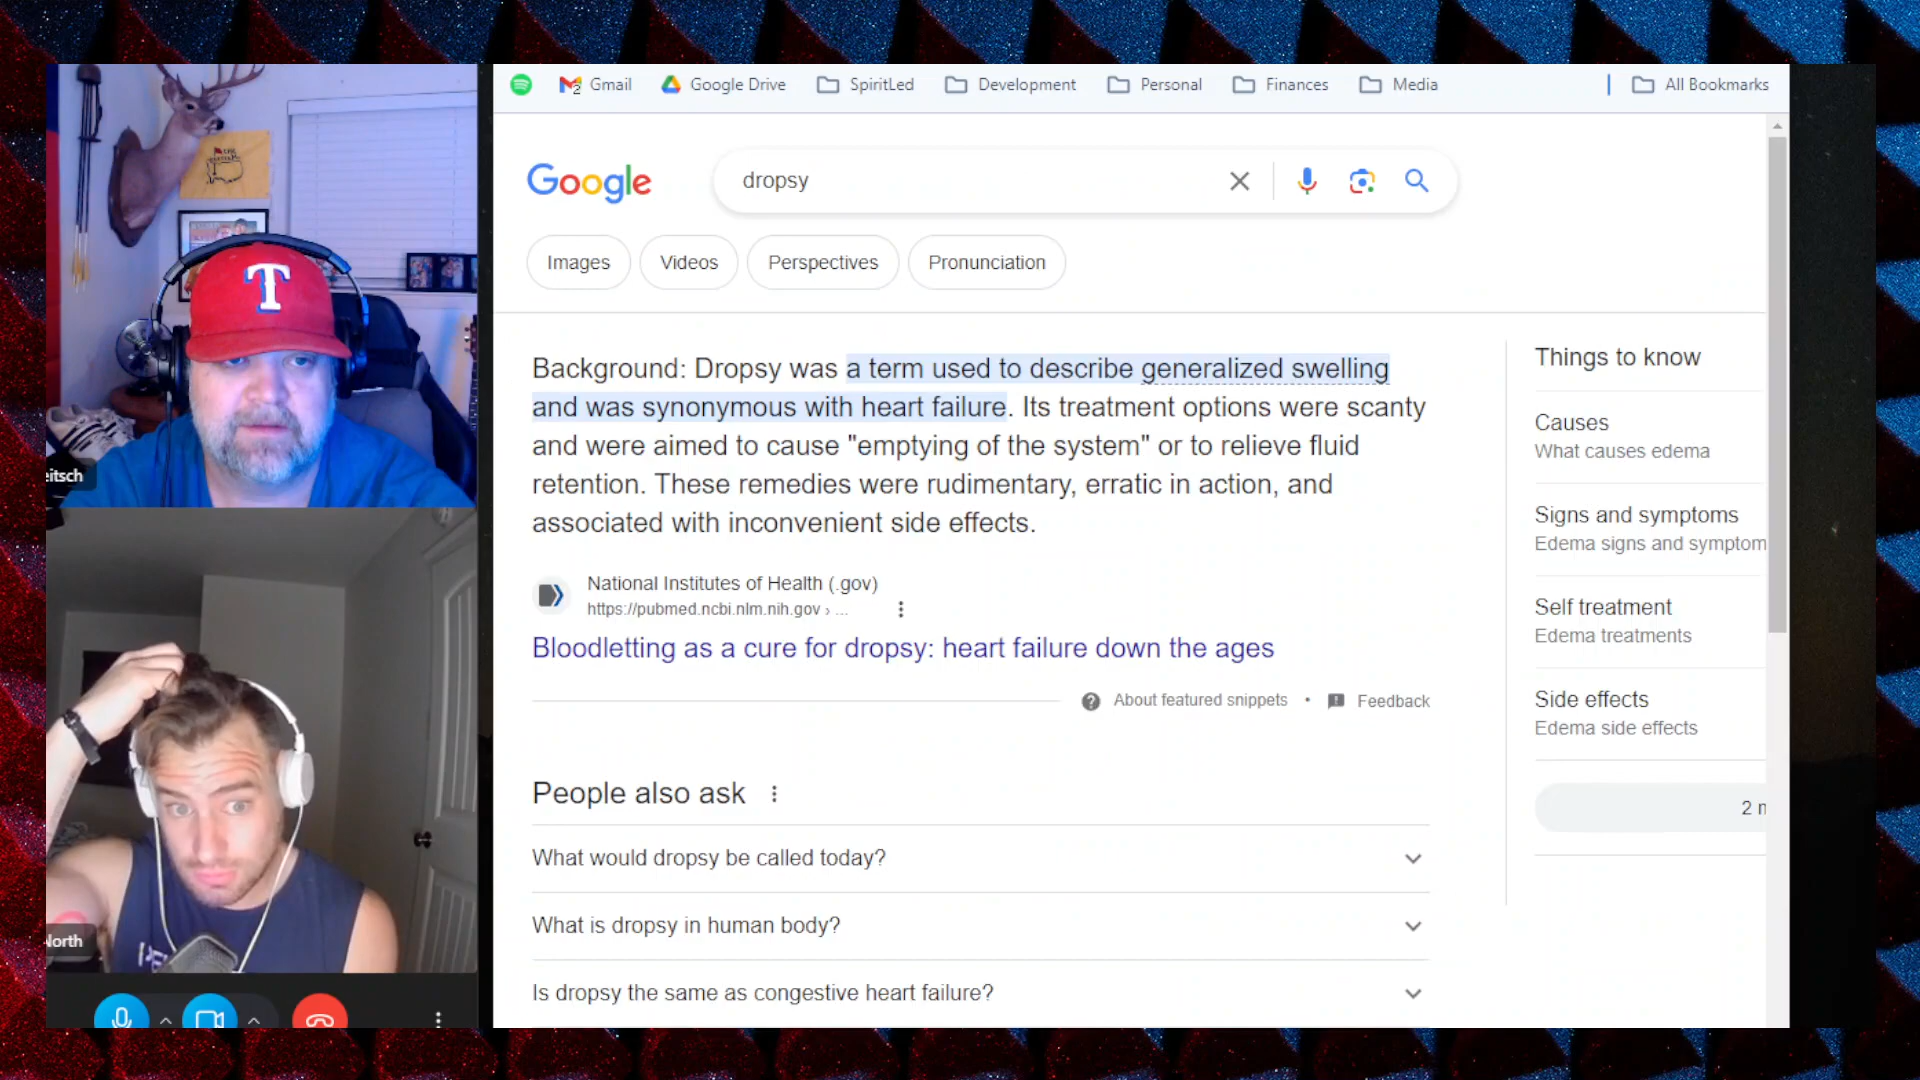 Gmail
Google Drive
SpiritLed
Development
Personal
Finances
Media
All Bookmarks
Google
dropsy
Images
Videos
Perspectives
Pronunciation
Background: Dropsy was a term used to describe generalized swelling
and was synonymous with heart failure. Its treatment options were scanty
and were aimed to cause "emptying of the system" or to relieve fluid
retention. These remedies were rudimentary, erratic in action, and
associated with inconvenient side effects.
National Institutes of Health (.gov)
https://pubmed.ncbi.nlm.nih.gov › ...
Bloodletting as a cure for dropsy: heart failure down the ages
About featured snippets • Feedback
People also ask
What would dropsy be called today?
What is dropsy in human body?
Is dropsy the same as congestive heart failure?
Things to know
Causes
What causes edema
Signs and symptoms
Edema signs and symptom
Self treatment
Edema treatments
Side effects
Edema side effects
2 
T
eitsch
North